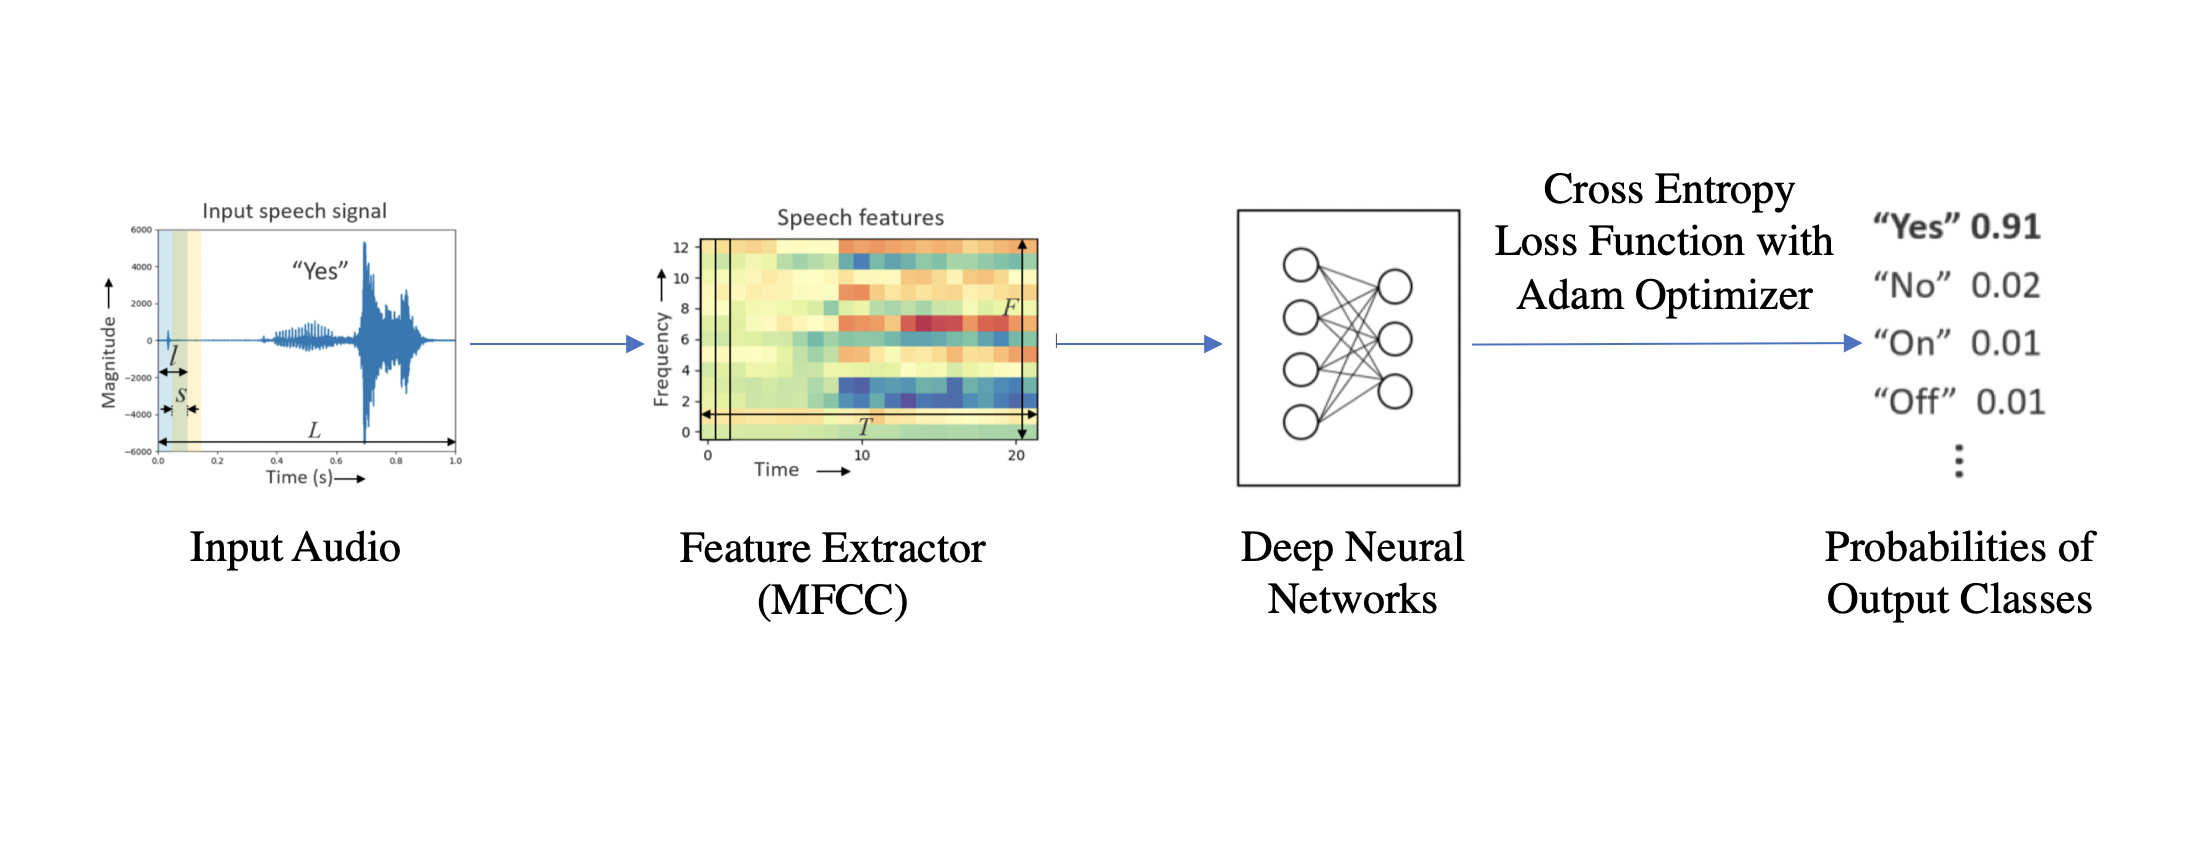 Input speech signal
6000
4000
2000
0
−2000
−4000
−6000
Magnitude
“Yes”
l
s
L
0.0 0.2 0.4 0.6 0.8 1.0
Time (s)
Input Audio
Speech features
12
10
8
6
4
2
0
Frequency
F
T
0 10 20
Time
Feature Extractor
(MFCC)
Deep Neural
Networks
Cross Entropy
Loss Function with
Adam Optimizer
“Yes” 0.91
“No” 0.02
“On” 0.01
“Off” 0.01
Probabilities of
Output Classes